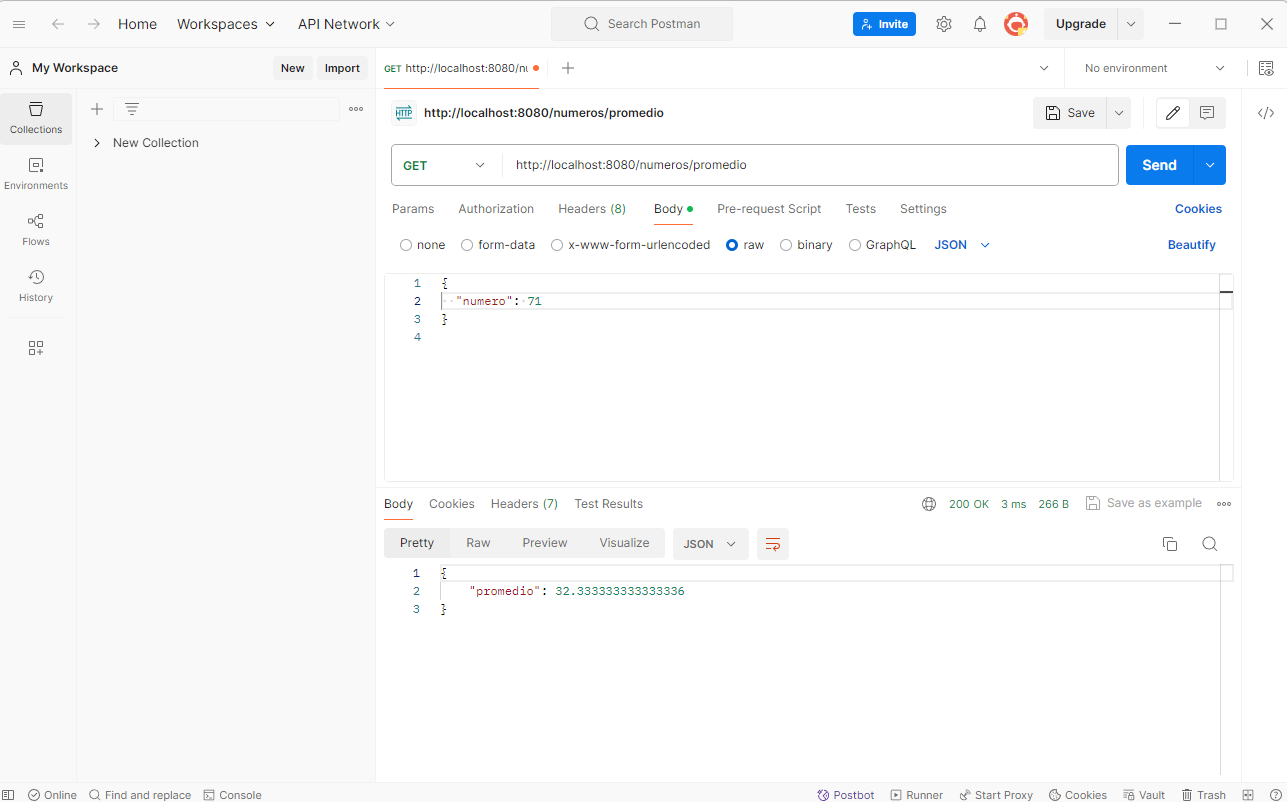 Home Workspaces API Network Search Postman Invite Upgrade
My Workspace New Import GET http://localhost:8080/nu No environment
Collections
Environments
Flows
History
New Collection
HTTP http://localhost:8080/numeros/promedio Save
GET http://localhost:8080/numeros/promedio Send
Params Authorization Headers (8) Body Pre-request Script Tests Settings Cookies
none form-data x-www-form-urlencoded raw binary GraphQL JSON Beautify
1 {
2 "numero": 71
3 }
4
Body Cookies Headers (7) Test Results 200 OK 3 ms 266 B Save as example
Pretty Raw Preview Visualize JSON
1 {
2 "promedio": 32.333333333333336
3 }
Online Find and replace Console Postbot Runner Start Proxy Cookies Vault Trash